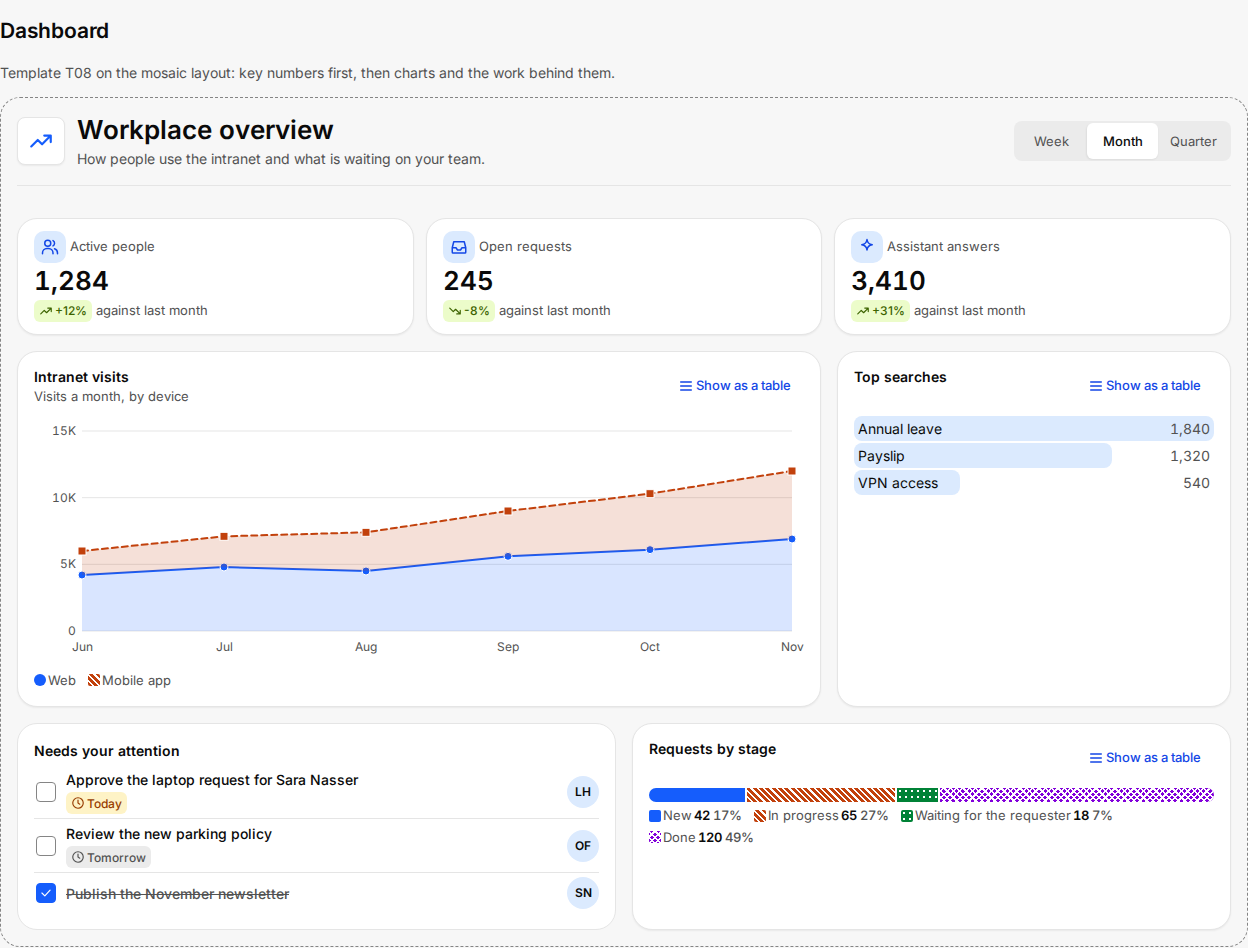 Dashboard
Template T08 on the mosaic layout: key numbers first, then charts and the work behind them.
Workplace overview
How people use the intranet and what is waiting on your team.
Week Month Quarter
Active people
1,284
+12% against last month
Open requests
245
-8% against last month
Assistant answers
3,410
+31% against last month
Intranet visits
Visits a month, by device
Show as a table
15K
10K
5K
0
Jun Jul Aug Sep Oct Nov
Web Mobile app
Top searches
Show as a table
Annual leave 1,840
Payslip 1,320
VPN access 540
Needs your attention
Approve the laptop request for Sara Nasser
Today
LH
Review the new parking policy
Tomorrow
OF
Publish the November newsletter
SN
Requests by stage
Show as a table
New 42 17% In progress 65 27% Waiting for the requester 18 7%
Done 120 49%